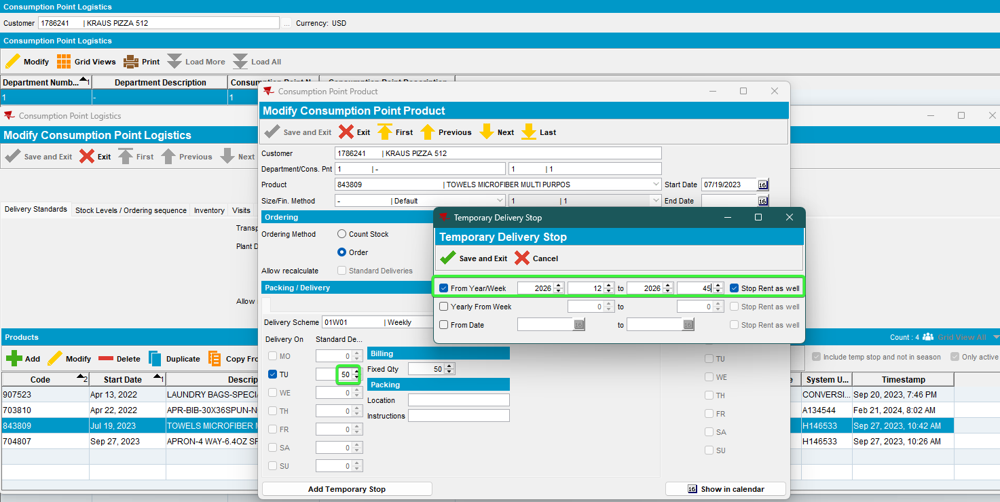 Consumption Point Logistics
Customer 1786241 | KRAUS PIZZA 512 ... Currency: USD
Consumption Point Logistics
Modify Grid Views Print Load More Load All
Department Numb... 1 Department Description Consumption Point N Consumption Point Description
1 - 1
Consumption Point Logistics
Modify Consumption Point Logistics
Save and Exit Exit First Previous Next
Delivery Standards Stock Levels / Ordering sequence Inventory Visits
Transp
Plant D
Allow
Consumption Point Product
Modify Consumption Point Product
Save and Exit Exit First Previous Next Last
Customer 1786241 | KRAUS PIZZA 512
Department/Cons. Pnt 1 | - 1 | 1
Product 843809 | TOWELS MICROFIBER MULTI PURPOS Start Date 07/19/2023 16
Size/Fin. Method - | Default 1 | 1 End Date 16
Ordering
Ordering Method Count Stock
Order
Allow recalculate Standard Deliveries
Packing / Delivery
Delivery Scheme 01W01 | Weekly
Delivery On Standard De...
MO 0
TU 50
WE 0
TH 0
FR 0
SA 0
SU 0
Billing
Fixed Qty 50
Packing
Location
Instructions
TU
WE
TH
FR
SA
SU
Add Temporary Stop 16 Show in calendar
Temporary Delivery Stop
Temporary Delivery Stop
Save and Exit Cancel
From Year/Week 2026 12 to 2026 45 Stop Rent as well
Yearly From Week 0 to 0 Stop Rent as well
From Date 16 to 16 Stop Rent as well
Products Count : 4 Grid View All
Add Modify Delete Duplicate Copy Fro Include temp stop and not in season Only active
Code 2 Start Date 1 Descrip e System U... Timestamp
907523 Apr 13, 2022 LAUNDRY BAGS-SPECIA CONVERSI... Sep 20, 2023, 7:46 PM
703810 Apr 22, 2022 APR-BIB-30X36SPUN-N A134544 Feb 21, 2024, 8:02 AM
843809 Jul 19, 2023 TOWELS MICROFIBER M H146533 Sep 27, 2023, 10:42 AM
704807 Sep 27, 2023 APRON-4 WAY-6.4OZ SP H146533 Sep 27, 2023, 10:26 AM